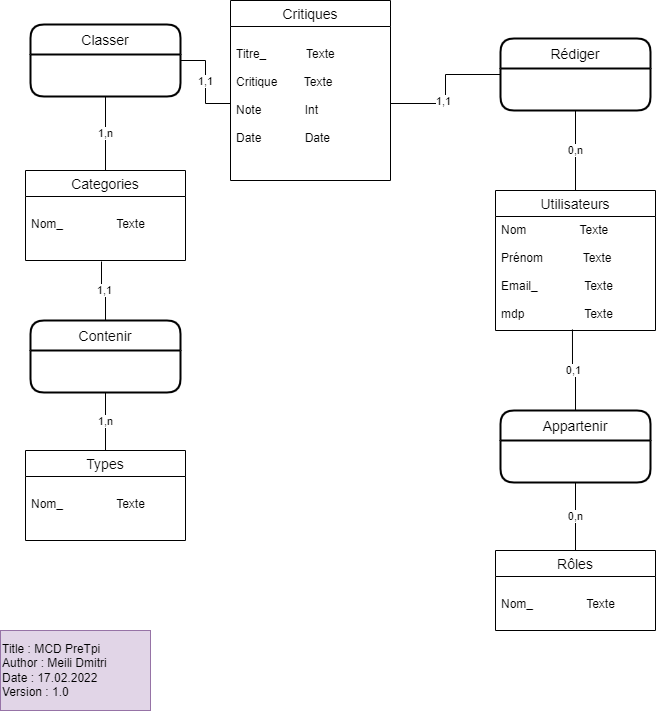 Critiques
Titre_ Texte
Critique Texte
Note Int
Date Date
Classer
1,1
1,n
Categories
Nom_ Texte
1,1
Contenir
1,n
Types
Nom_ Texte
Rédiger
1,1
0,n
Utilisateurs
Nom Texte
Prénom Texte
Email_ Texte
mdp Texte
0,1
Appartenir
0,n
Rôles
Nom_ Texte
Title : MCD PreTpi
Author : Meili Dmitri
Date : 17.02.2022
Version : 1.0